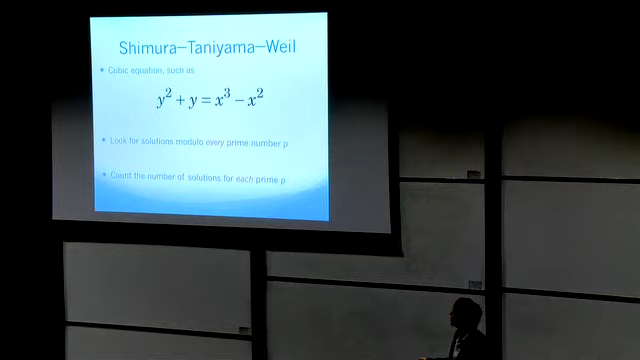 Shimura—Taniyama—Weil
• Cubic equation, such as
y² + y = x³ − x²
• Look for solutions modulo every prime number p
• Count the number of solutions for each prime p